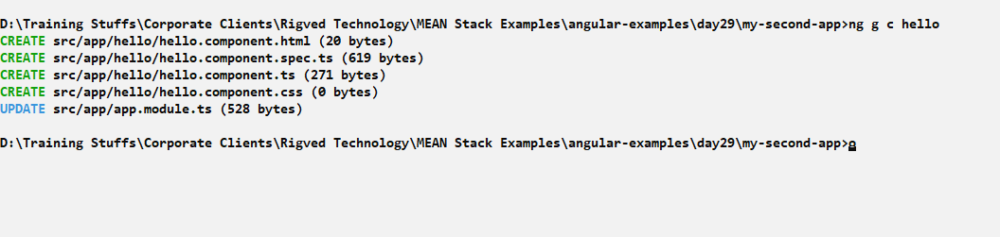 D:\Training Stuffs\Corporate Clients\Rigved Technology\MEAN Stack Examples\angular-examples\day29\my-second-app>ng g c hello
CREATE src/app/hello/hello.component.html (20 bytes)
CREATE src/app/hello/hello.component.spec.ts (619 bytes)
CREATE src/app/hello/hello.component.ts (271 bytes)
CREATE src/app/hello/hello.component.css (0 bytes)
UPDATE src/app/app.module.ts (528 bytes)
D:\Training Stuffs\Corporate Clients\Rigved Technology\MEAN Stack Examples\angular-examples\day29\my-second-app>